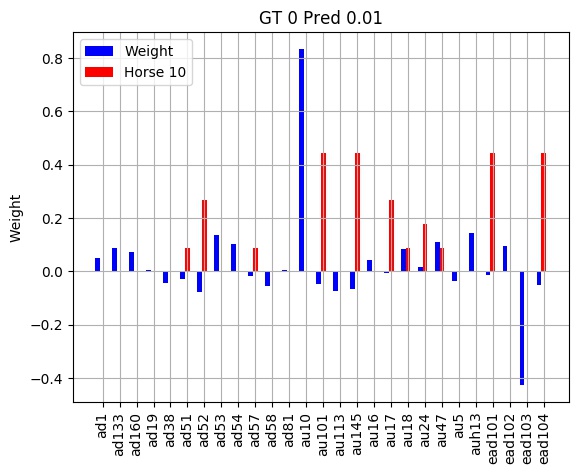 GT 0 Pred 0.01
Weight
Horse 10
Weight
0.8
0.6
0.4
0.2
0.0
−0.2
−0.4
ad1
ad133
ad160
ad19
ad38
ad51
ad52
ad53
ad54
ad57
ad58
ad81
au10
au101
au113
au145
au16
au17
au18
au24
au47
au5
auh13
ead101
ead102
ead103
ead104